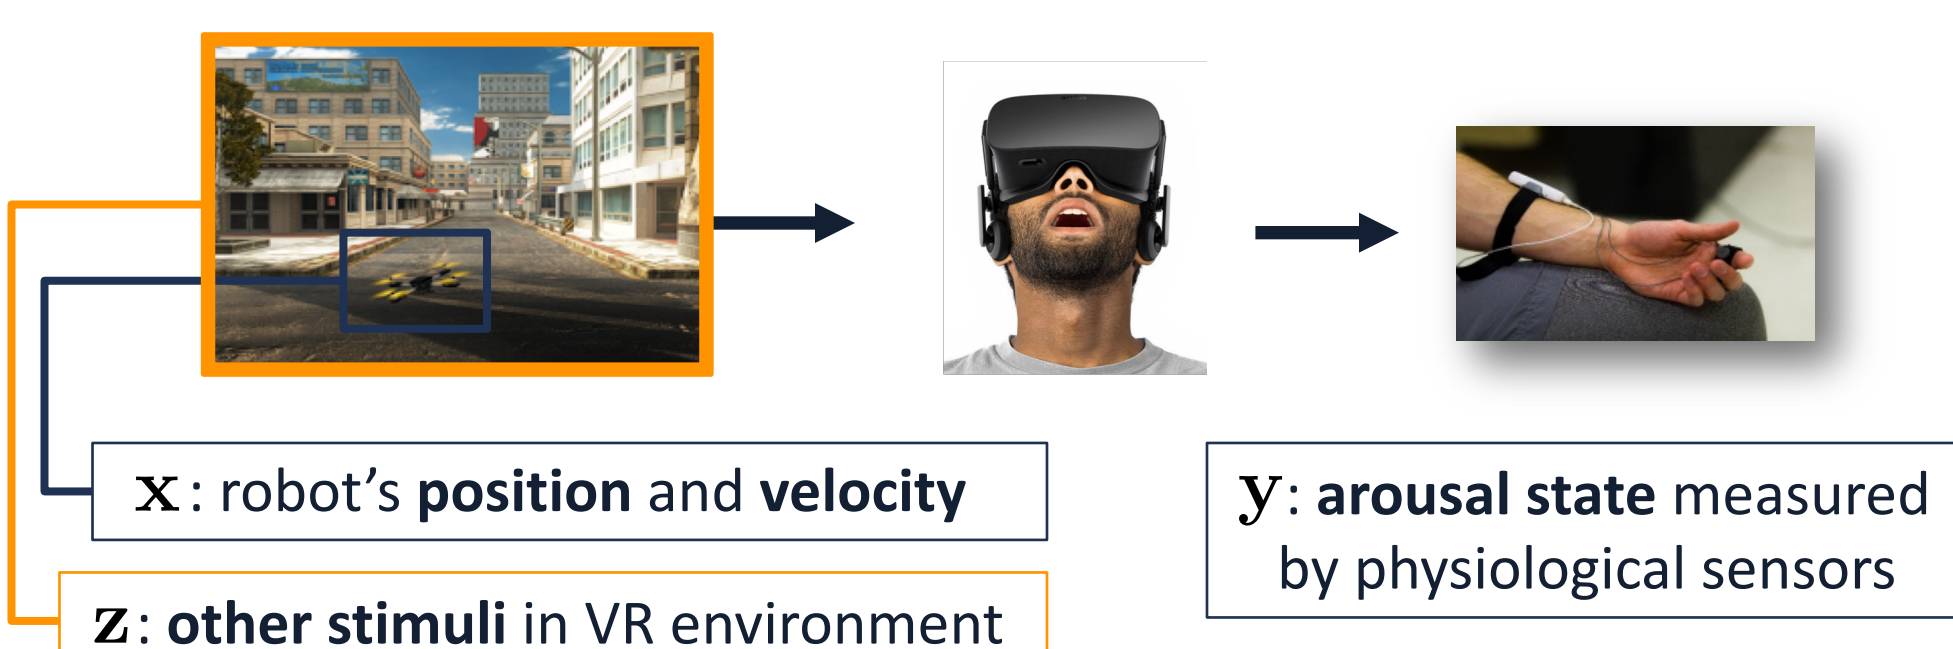 x: robot’s position and velocity
z: other stimuli in VR environment
y: arousal state measured
by physiological sensors